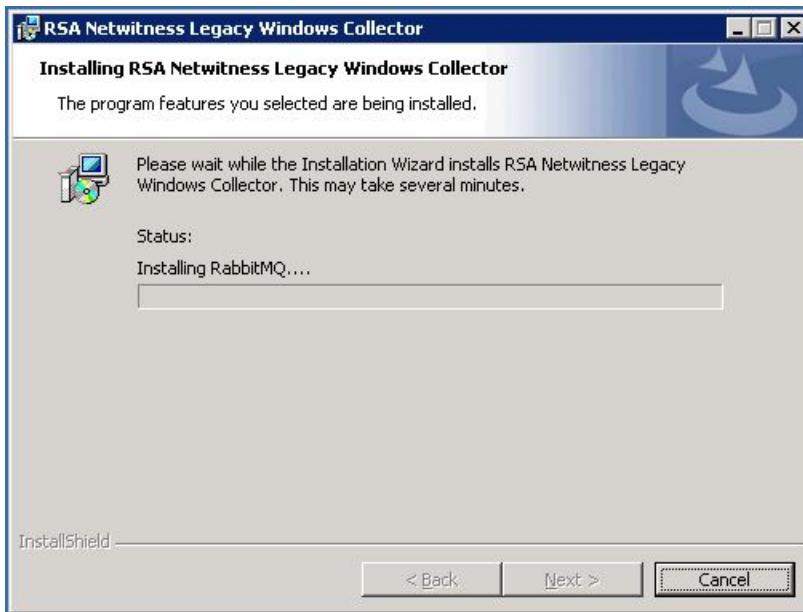 RSA Netwitness Legacy Windows Collector
Installing RSA Netwitness Legacy Windows Collector
The program features you selected are being installed.
Please wait while the Installation Wizard installs RSA Netwitness Legacy
Windows Collector. This may take several minutes.
Status:
Installing RabbitMQ....
InstallShield
< Back Next > Cancel